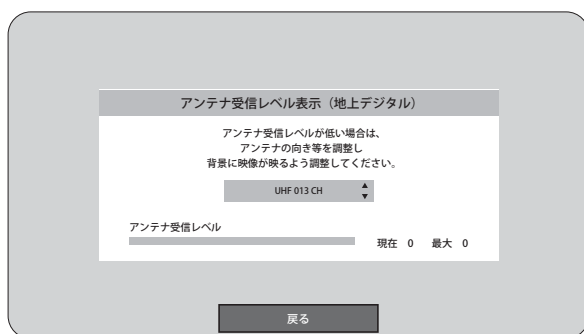 アンテナ受信レベル表示（地上デジタル）
アンテナ受信レベルが低い場合は、
アンテナの向き等を調整し
背景に映像が映るよう調整してください。
UHF 013 CH
アンテナ受信レベル
現在 0 最大 0
戻る